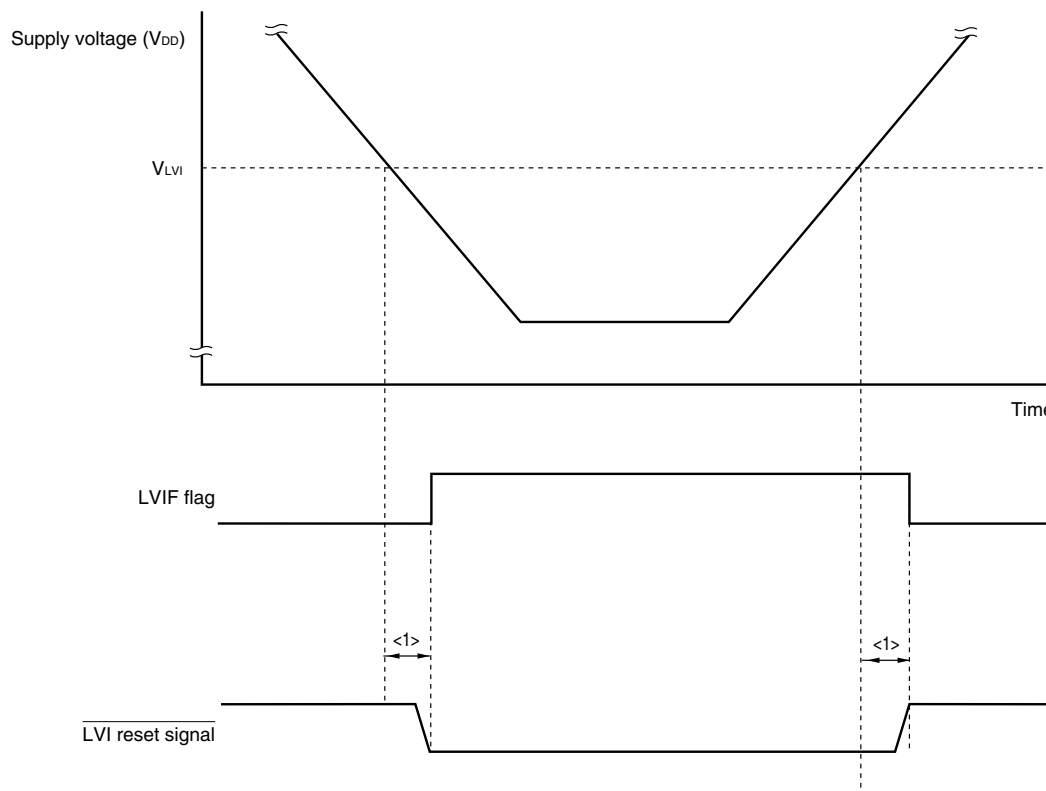 Supply voltage (VDD)
VLVI
Time
LVIF flag
<1>
<1>
LVI reset signal